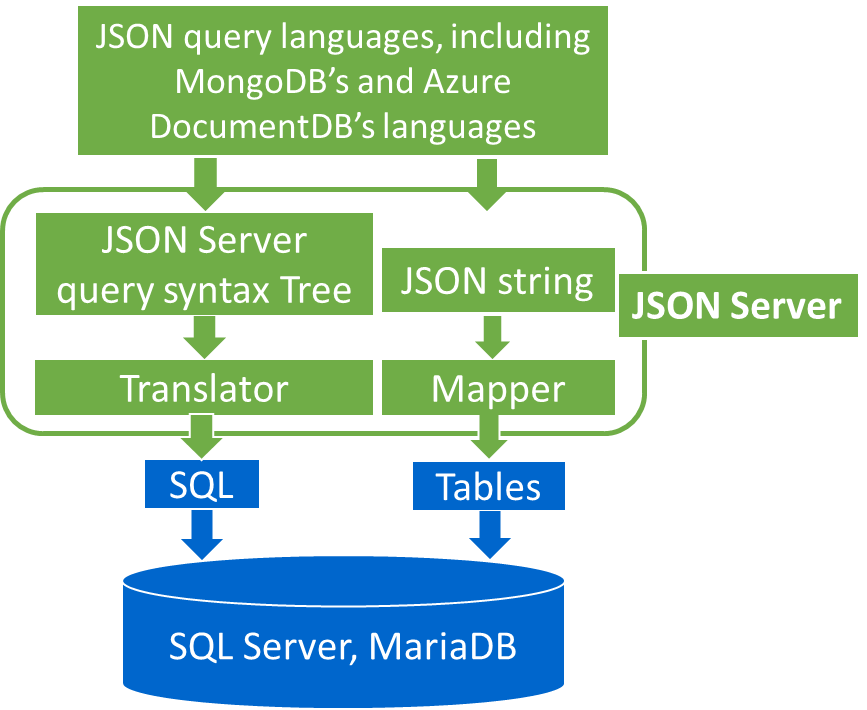 JSON query languages, including
MongoDB’s and Azure
DocumentDB’s languages
JSON Server
query syntax Tree
JSON string
JSON Server
Translator
Mapper
SQL
Tables
SQL Server, MariaDB